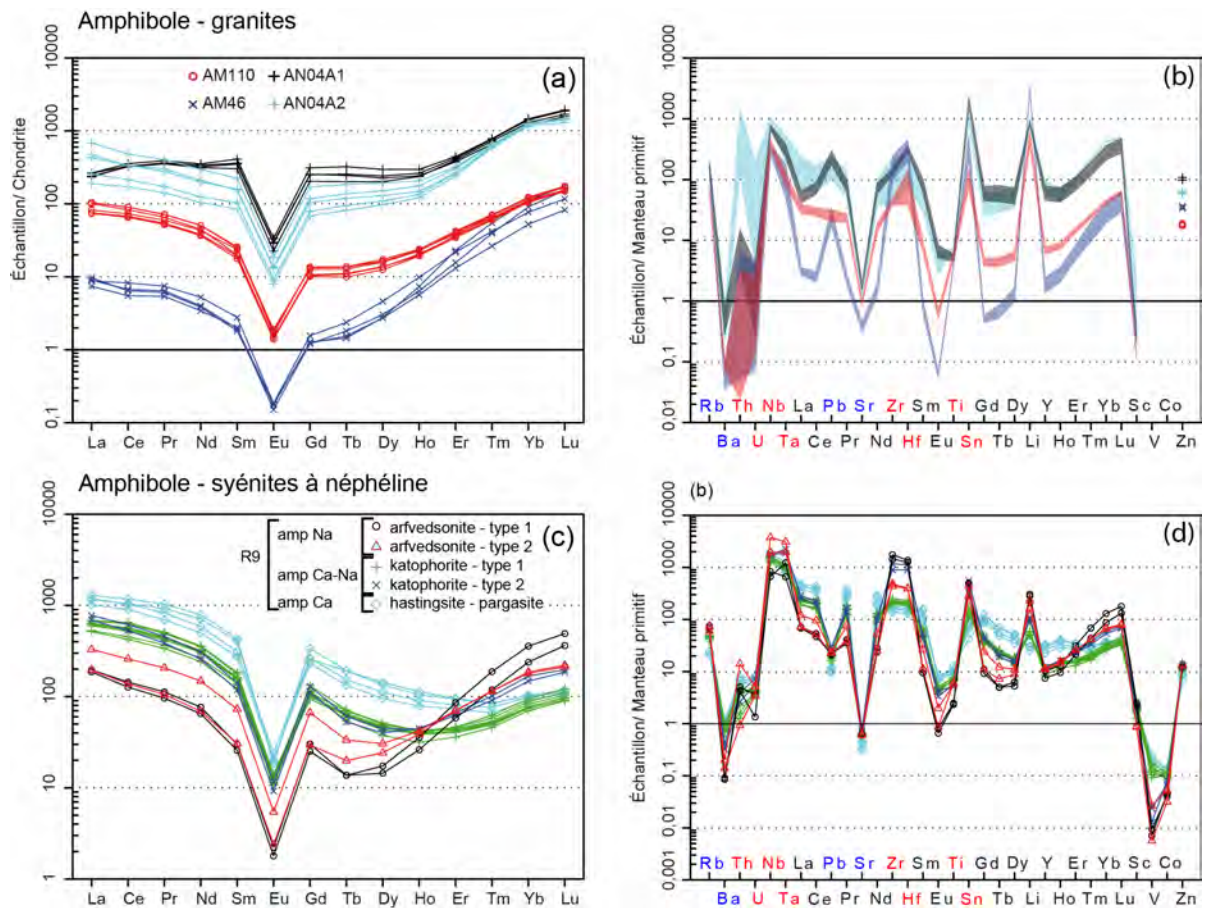 Amphibole - granites
Échantillon/ Chondrite
10000
1000
100
10
1
0,1
(a)
AM110
AN04A1
AM46
AN04A2
La Ce Pr Nd Sm Eu Gd Tb Dy Ho Er Tm Yb Lu
Échantillon/ Manteau primitif
10000
1000
100
10
1
0,1
0,01
(b)
Rb Th Nb La Pb Sr Zr Sm Ti Gd Dy Y Er Yb Sc Co
Ba U Ta Ce Pr Nd Hf Eu Sn Tb Li Ho Tm Lu V Zn
Amphibole - syénites à néphéline
10000
1000
100
10
1
(c)
R9
amp Na
arfvedsonite - type 1
arfvedsonite - type 2
amp Ca-Na
katophorite - type 1
katophorite - type 2
amp Ca
hastingsite - pargasite
La Ce Pr Nd Sm Eu Gd Tb Dy Ho Er Tm Yb Lu
(b)
Échantillon/ Manteau primitif
10000
1000
100
10
1
0,1
0,01
0,001
(d)
Rb Th Nb La Pb Sr Zr Sm Ti Gd Dy Y Er Yb Sc Co
Ba U Ta Ce Pr Nd Hf Eu Sn Tb Li Ho Tm Lu V Zn